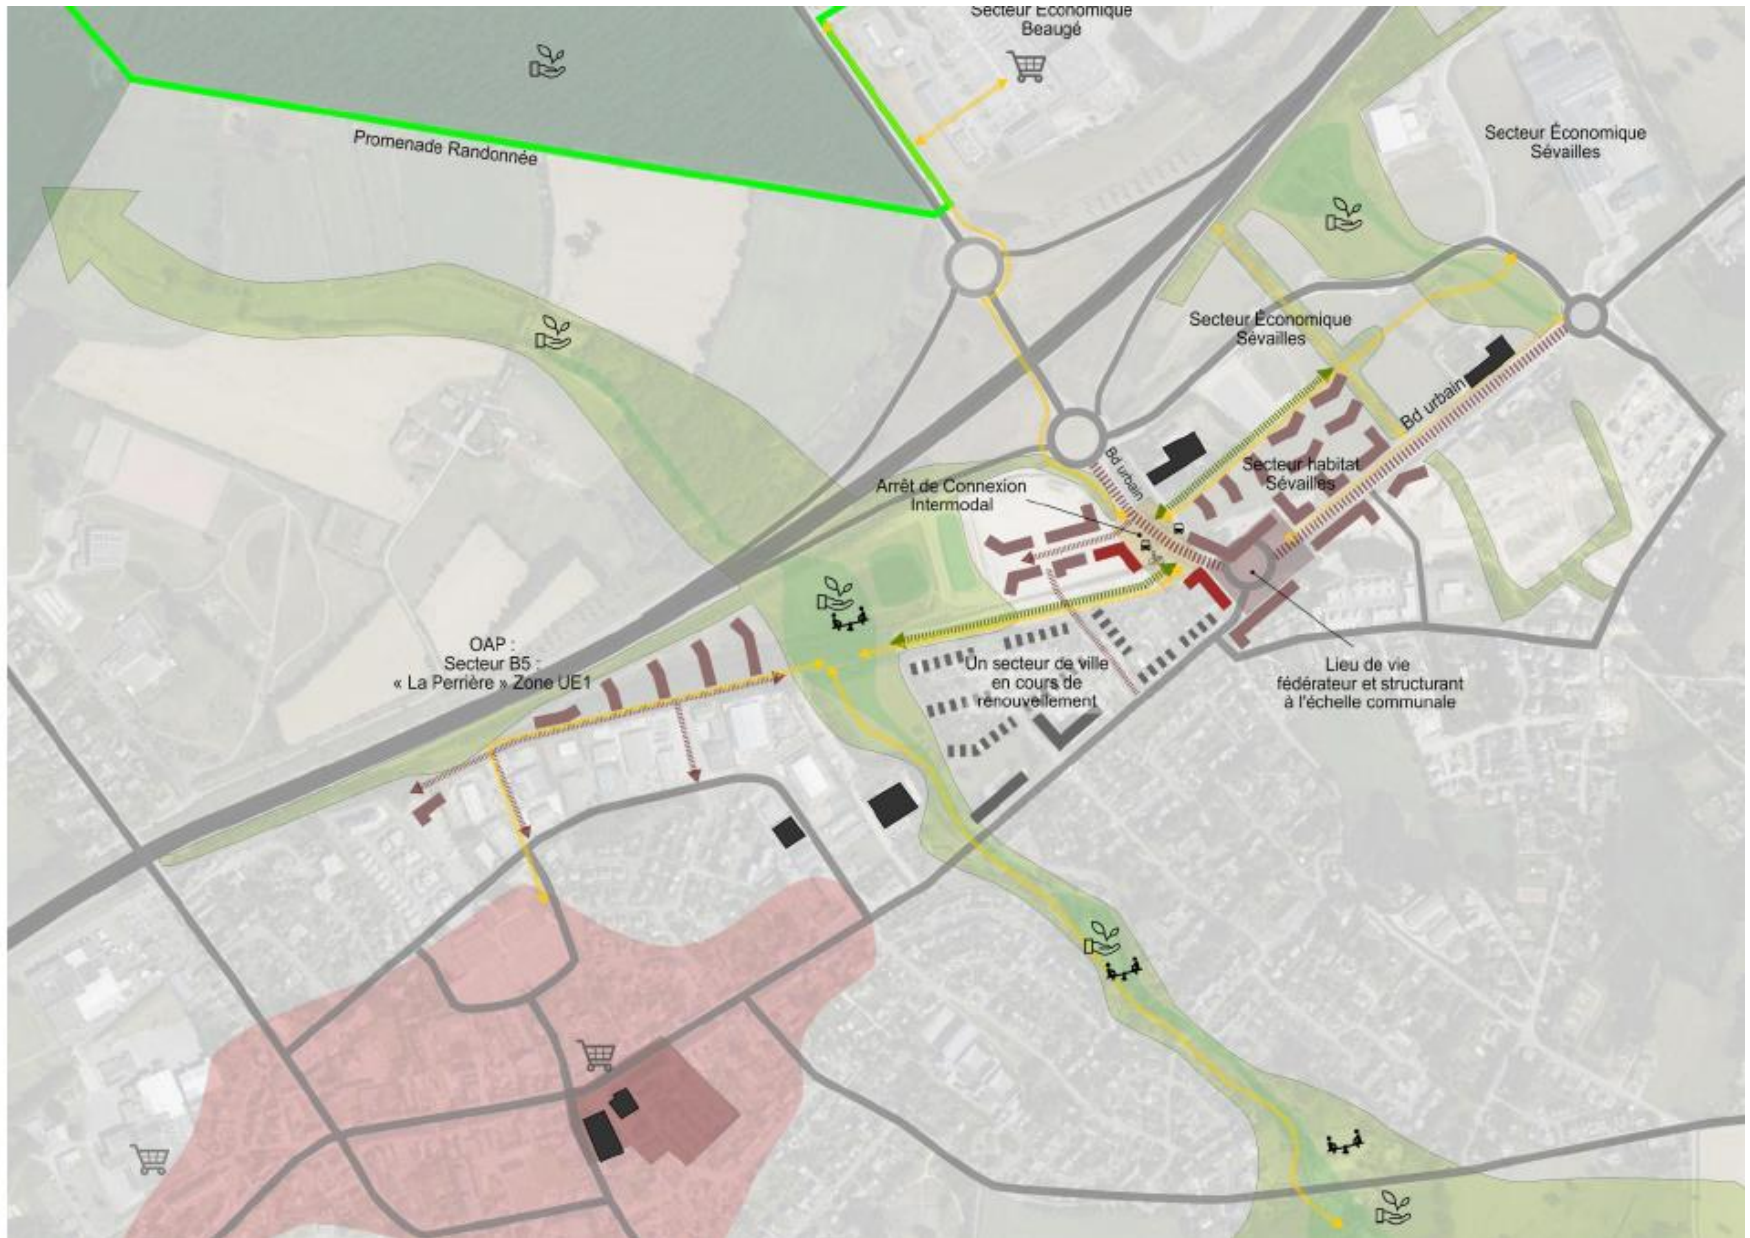 Secteur Économique
Beaugé
Promenade Randonnée
Secteur Économique
Sévailles
Secteur Économique
Sévailles
Bd urbain
Bd urbain
Secteur habitat
Sévailles
Arrêt de Connexion
Intermodal
OAP :
Secteur B5 :
« La Perrière » Zone UE1
Un secteur de ville
en cours de
renouvellement
Lieu de vie
fédérateur et structurant
à l'échelle communale